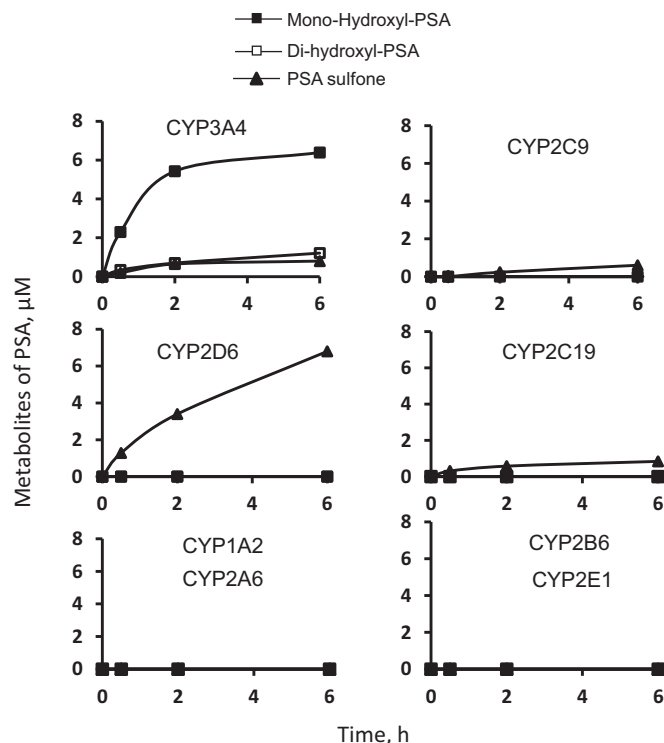 Mono-Hydroxyl-PSA
Di-hydroxyl-PSA
PSA sulfone
Metabolites of PSA, µM
CYP3A4
8
6
4
2
0
0 2 4 6
CYP2C9
8
6
4
2
0
0 2 4 6
CYP2D6
8
6
4
2
0
0 2 4 6
CYP2C19
8
6
4
2
0
0 2 4 6
CYP1A2
CYP2A6
8
6
4
2
0
0 2 4 6
CYP2B6
CYP2E1
8
6
4
2
0
0 2 4 6
Time, h